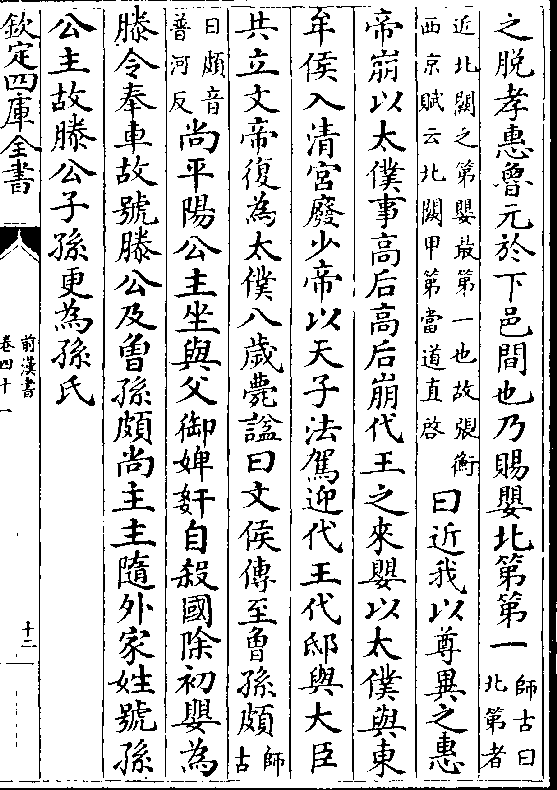 之脱孝惠魯元於下邑間也乃賜嬰北第第一師古曰北第者
近北闕之第嬰最第一也故張衡西京賦云北闕甲第當道直啓曰近我以尊異之惠
帝崩以太僕事高后高后崩代王之來嬰以太僕與東
牟侯入清宮廢少帝以天子法駕迎代王代邸與大臣
共立文帝復為太僕八歲薨諡曰文侯傳至曾孫頗師古
曰頗音普河反尚平陽公主坐與父御婢姧自殺國除初嬰為
滕令奉車故號滕公及曾孫頗尚主主隨外家姓號孫
公主故滕公子孫更為孫氏
欽定四庫全書
前漢書
卷四十一
十二